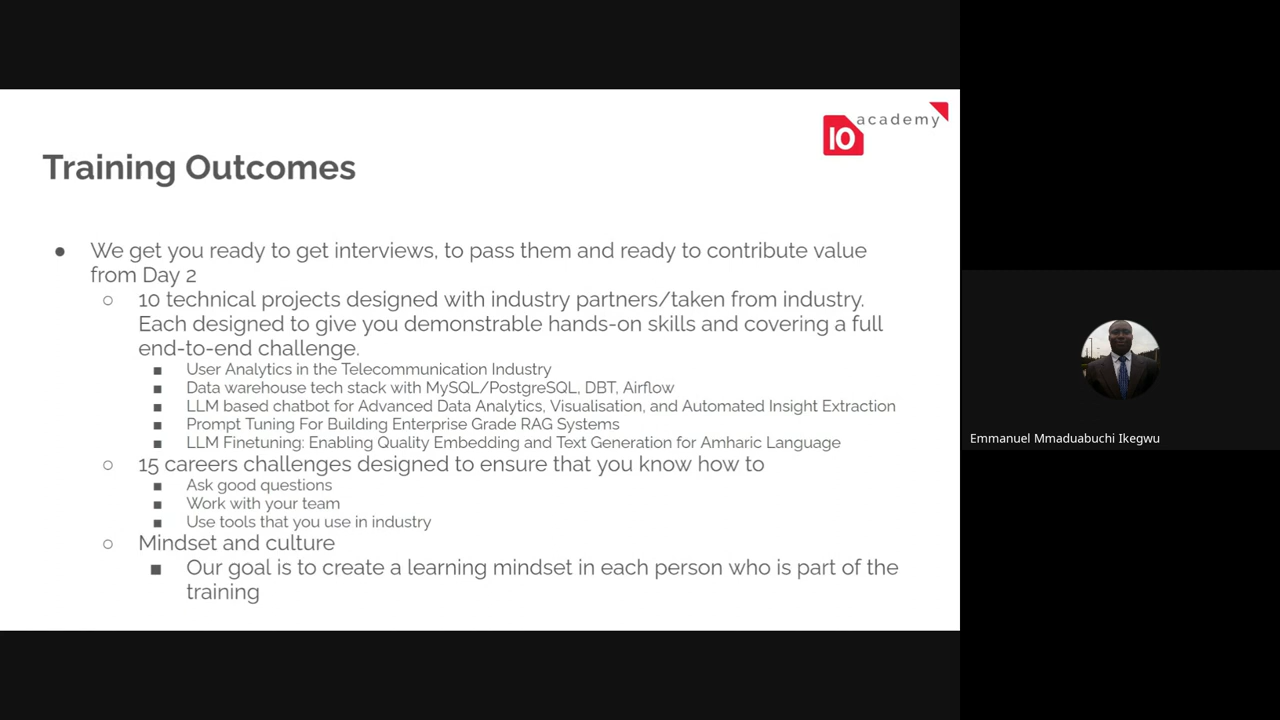 10 academy
Training Outcomes
● We get you ready to get interviews, to pass them and ready to contribute value
from Day 2
○ 10 technical projects designed with industry partners/taken from industry.
Each designed to give you demonstrable hands-on skills and covering a full
end-to-end challenge.
■ User Analytics in the Telecommunication Industry
■ Data warehouse tech stack with MySQL/PostgreSQL, DBT, Airflow
■ LLM based chatbot for Advanced Data Analytics, Visualisation, and Automated Insight Extraction
■ Prompt Tuning For Building Enterprise Grade RAG Systems
■ LLM Finetuning: Enabling Quality Embedding and Text Generation for Amharic Language
○ 15 careers challenges designed to ensure that you know how to
■ Ask good questions
■ Work with your team
■ Use tools that you use in industry
○ Mindset and culture
■ Our goal is to create a learning mindset in each person who is part of the
training
Emmanuel Mmaduabuchi Ikegwu